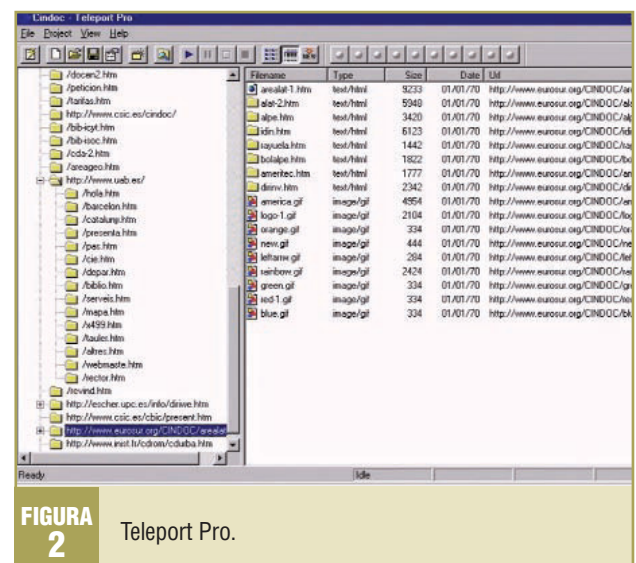 Cindoc - Teleport Pro
File Project View Help
/docen2.htm
/peticion.htm
/tarifas.htm
http://www.csic.es/cindoc/
/bib-icyt.htm
/bib-isoc.htm
/cda-2.htm
/areageo.htm
http://www.uab.es/
/hola.htm
/barcelon.htm
/catalunp.htm
/presenta.htm
/pas.htm
/cie.htm
/depar.htm
/biblio.htm
/serveis.htm
/mapa.htm
/x499.htm
/tauler.htm
/altres.htm
/webmaste.htm
/rector.htm
/revind.htm
http://escher.upc.es/info/diriwe.htm
http://www.csic.es/cbic/present.htm
http://www.eurosur.org/CINDOC/arealat
http://www.inist.fr/cdrom/cdurba.htm
Filename Type Size Date Url
arealat-1.htm text/html 9233 01/01/70 http://www.eurosur.org/CINDOC/are
alat-2.htm text/html 5948 01/01/70 http://www.eurosur.org/CINDOC/ala
alpe.htm text/html 3420 01/01/70 http://www.eurosur.org/CINDOC/alp
idin.htm text/html 6123 01/01/70 http://www.eurosur.org/CINDOC/idi
rayuela.htm text/html 1442 01/01/70 http://www.eurosur.org/CINDOC/ray
bolalpe.htm text/html 1822 01/01/70 http://www.eurosur.org/CINDOC/bo
ameritec.htm text/html 1777 01/01/70 http://www.eurosur.org/CINDOC/am
dirinv.htm text/html 2342 01/01/70 http://www.eurosur.org/CINDOC/dir
america.gif image/gif 4954 01/01/70 http://www.eurosur.org/CINDOC/am
logo-1.gif image/gif 2104 01/01/70 http://www.eurosur.org/CINDOC/log
orange.gif image/gif 334 01/01/70 http://www.eurosur.org/CINDOC/ora
new.gif image/gif 444 01/01/70 http://www.eurosur.org/CINDOC/ne
leftarrw.gif image/gif 284 01/01/70 http://www.eurosur.org/CINDOC/lef
rainbow.gif image/gif 2424 01/01/70 http://www.eurosur.org/CINDOC/rai
green.gif image/gif 334 01/01/70 http://www.eurosur.org/CINDOC/gre
red-1.gif image/gif 334 01/01/70 http://www.eurosur.org/CINDOC/red
blue.gif image/gif 334 01/01/70 http://www.eurosur.org/CINDOC/blu
Ready Idle
FIGURA
2
Teleport Pro.